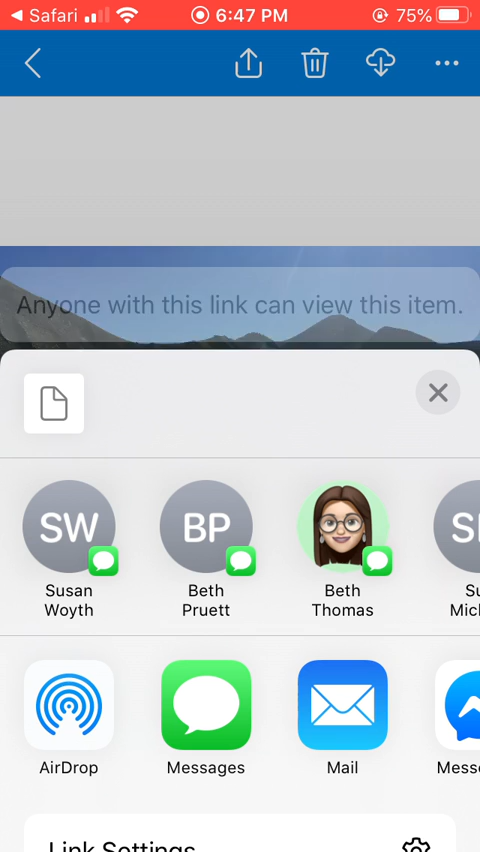 Safari 6:47 PM 75%
Anyone with this link can view this item.
SW BP
Susan Woyth
Beth Pruett
Beth Thomas
AirDrop Messages Mail
Link Settings